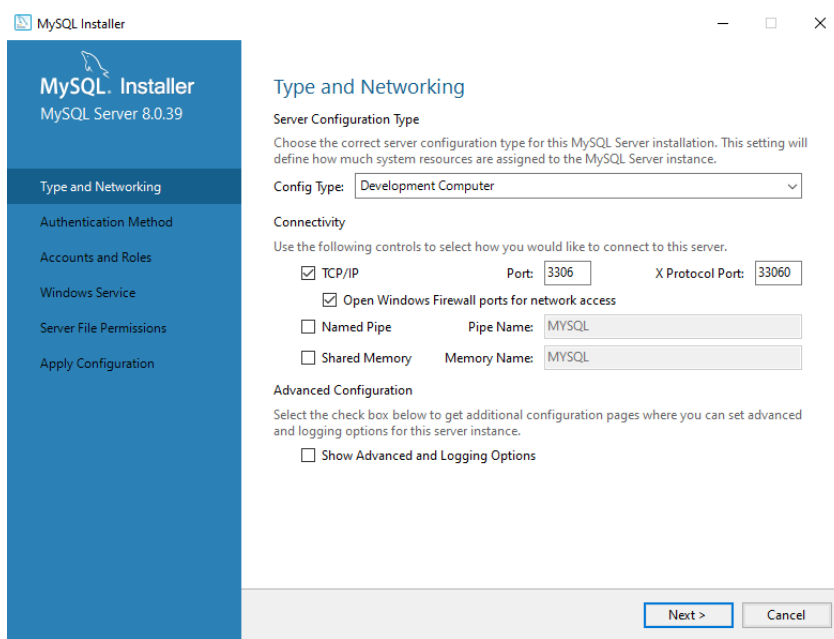 MySQL Installer
MySQL. Installer
MySQL Server 8.0.39
Type and Networking
Authentication Method
Accounts and Roles
Windows Service
Server File Permissions
Apply Configuration
Type and Networking
Server Configuration Type
Choose the correct server configuration type for this MySQL Server installation. This setting will
define how much system resources are assigned to the MySQL Server instance.
Config Type: Development Computer
Connectivity
Use the following controls to select how you would like to connect to this server.
TCP/IP Port: 3306 X Protocol Port: 33060
Open Windows Firewall ports for network access
Named Pipe Pipe Name: MYSQL
Shared Memory Memory Name: MYSQL
Advanced Configuration
Select the check box below to get additional configuration pages where you can set advanced
and logging options for this server instance.
Show Advanced and Logging Options
Next > Cancel